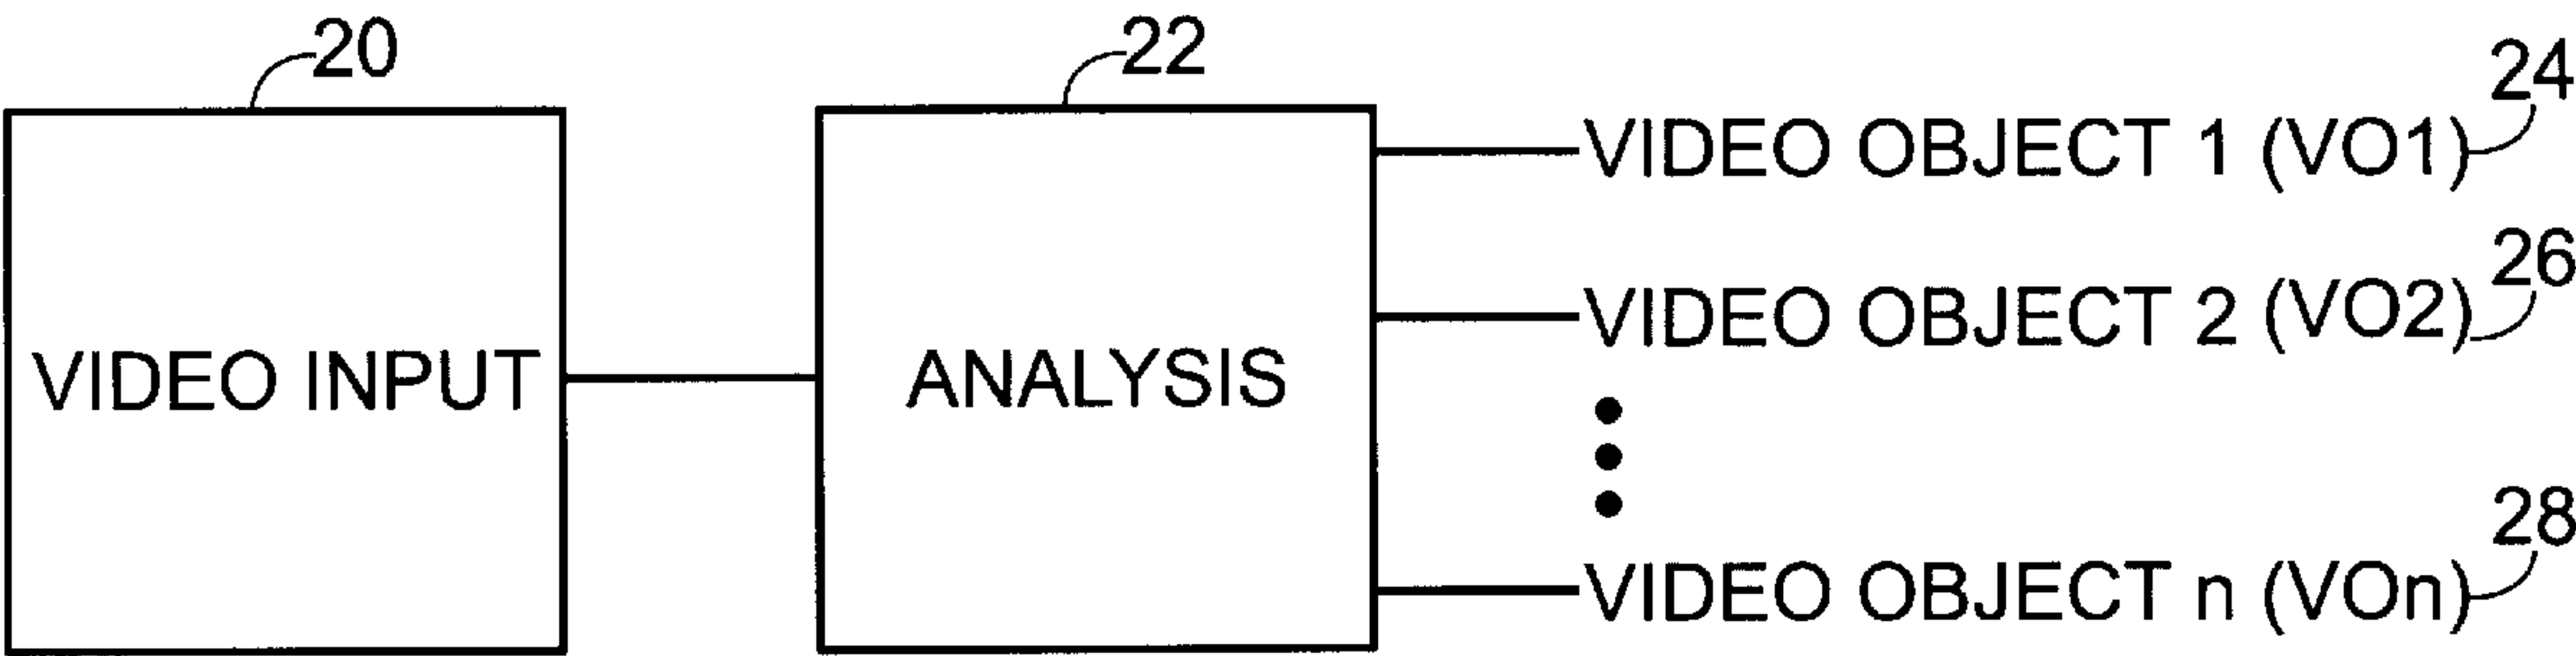 20
22
24
VIDEO OBJECT 1 (VO1)
26
VIDEO OBJECT 2 (VO2)
VIDEO INPUT
ANALYSIS
28
VIDEO OBJECT n (VOn)